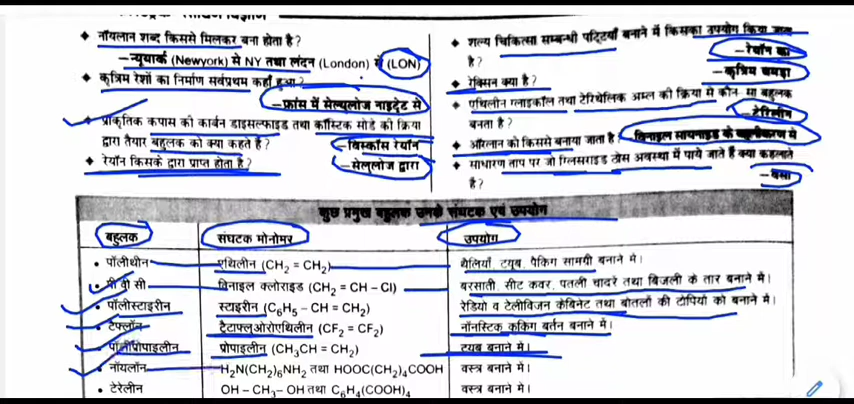 ◆ नॉयलान शब्द किससे मिलकर बना होता है?
—न्यूयार्क (Newyork) से NY तथा लंदन (London) से (LON)
◆ कृत्रिम रेशों का निर्माण सर्वप्रथम कहाँ हुआ?
—फ्रांस में सेल्यूलोज नाइट्रेट से
◆ प्राकृतिक कपास को कार्बन डाइसल्फाइड तथा कॉस्टिक सोडे की क्रिया
द्वारा तैयार बहुलक को क्या कहते है? —विस्कॉस रेयॉन
◆ रेयॉन किसके द्वारा प्राप्त होता है? —सेलूलोज द्वारा
◆ शल्य चिकित्सा सम्बन्धी पट्टियाँ बनाने में किसका उपयोग किया जाता
है? —रेयॉन का
◆ रेक्सिन क्या है? —कृत्रिम चमड़ा
◆ एथिलीन ग्लाइकॉल तथा टेरिथैलिक अम्ल की क्रिया से कौन सा बहुलक
बनता है? —टेरिलीन
◆ ऑरलान को किससे बनाया जाता है? विनाइल सायनाइड के बहुलीकरण से
◆ साधारण ताप पर जो ग्लिसराइड ठोस अवस्था में पाये जाते हैं क्या कहलाते
है? —वसा
कुछ प्रमुख बहुलक उनके संघटक एवं उपयोग
बहुलक संघटक मोनोमर उपयोग
• पॉलीथीन एथिलीन (CH₂ = CH₂) थैलियाँ, ट्यूब, पैकिंग सामग्री बनाने में।
• पी वी सी विनाइल क्लोराइड (CH₂ = CH – Cl) बरसाती, सीट कवर, पतली चादरे तथा बिजली के तार बनाने में।
• पॉलीस्टाइरीन स्टाइरीन (C₆H₅ – CH = CH₂) रेडियो व टेलीविजन केबिनेट तथा बोतलों की टोपियों को बनाने में।
• टेफ्लॉन टैटाफ्लूओरोएथिलीन (CF₂ = CF₂) नॉनस्टिक कुकिंग बर्तन बनाने में।
• पॉलीप्रोपाइलीन प्रोपाइलीन (CH₃CH = CH₂) ट्यूब बनाने में।
• नॉयलॉन H₂N(CH₂)₆NH₂ तथा HOOC(CH₂)₄COOH वस्त्र बनाने में।
• टेरेलीन OH – CH₂– OH तथा C₆H₄(COOH)₄ वस्त्र बनाने में।